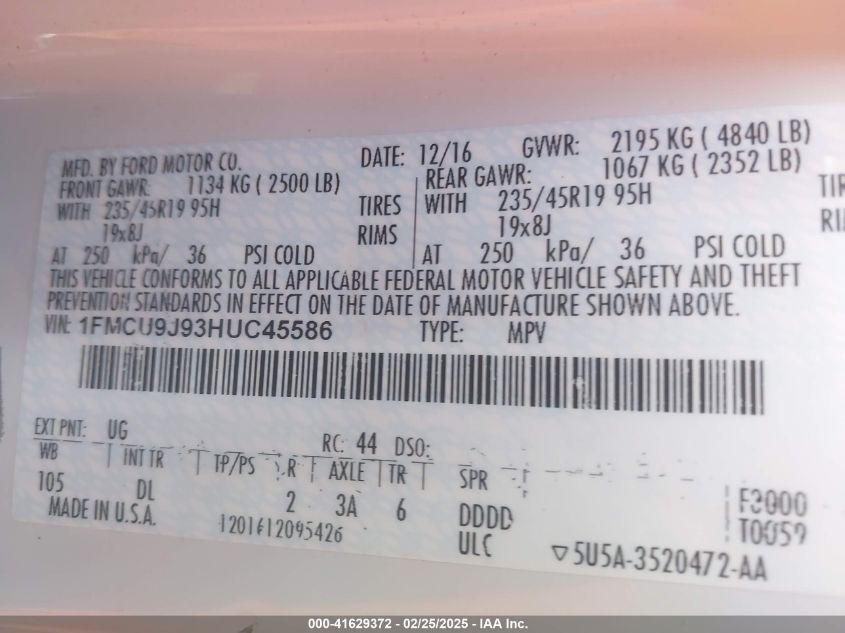 MFD. BY FORD MOTOR CO. DATE: 12/16 GVWR: 2195 KG ( 4840 LB)
FRONT GAWR: 1134 KG ( 2500 LB) REAR GAWR: 1067 KG ( 2352 LB)
WITH 235/45R19 95H TIRES WITH 235/45R19 95H TIR
19x8J RIMS 19x8J RI
AT 250 kPa/ 36 PSI COLD AT 250 kPa/ 36 PSI COLD
THIS VEHICLE CONFORMS TO ALL APPLICABLE FEDERAL MOTOR VEHICLE SAFETY AND THEFT
PREVENTION STANDARDS IN EFFECT ON THE DATE OF MANUFACTURE SHOWN ABOVE.
VIN: 1FMCU9J93HUC45586 TYPE: MPV
EXT PNT: UG RC: 44 DSO:
WB INT TR TP/PS R AXLE TR SPR
105 DL 2 3A 6 DDDD F3000
MADE IN U.S.A. 1201612095426 ULC T0059
5U5A-3520472-AA
000-41629372 - 02/25/2025 - IAA Inc.